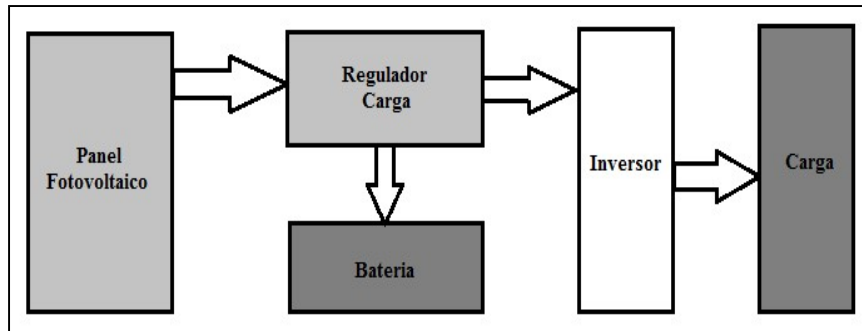 Panel
Fotovoltaico
Regulador
Carga
Bateria
Inversor
Carga